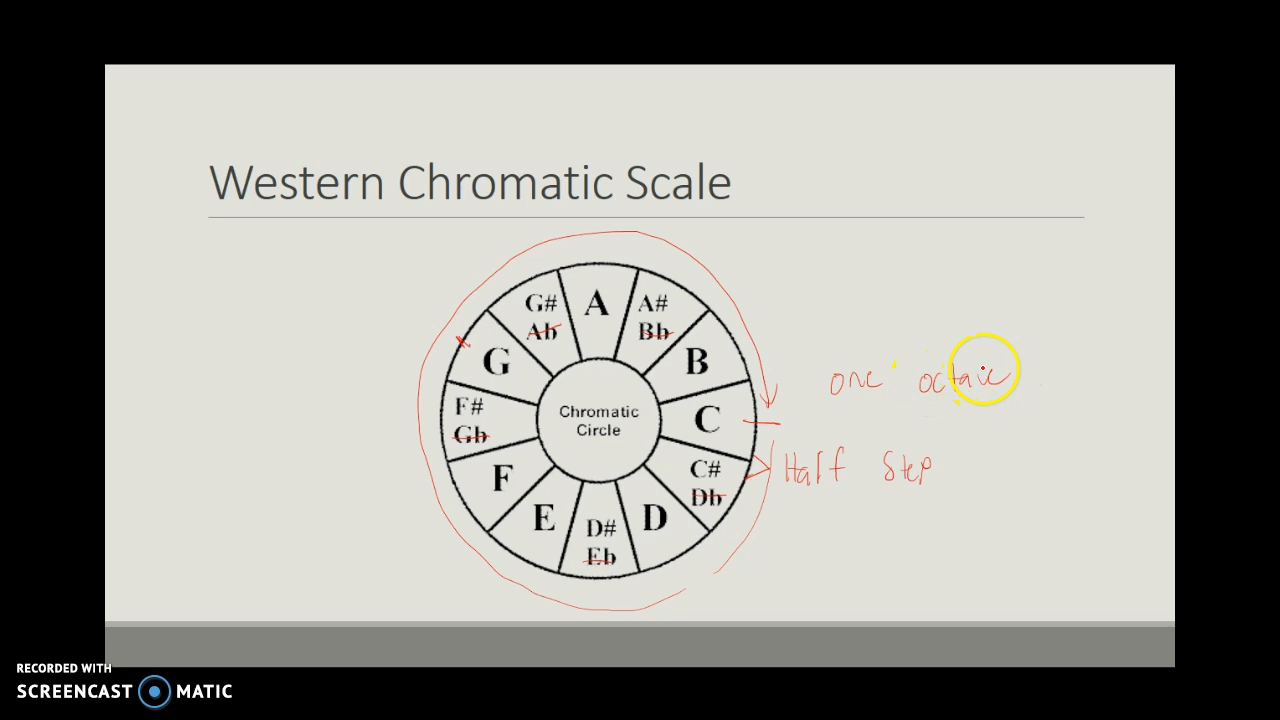 Western Chromatic Scale
A
A#
Bb
B
C
C#
Db
D
D#
Eb
E
F
F#
Gb
G
G#
Ab
Chromatic
Circle
one octave
Half Step
RECORDED WITH
SCREENCAST MATIC